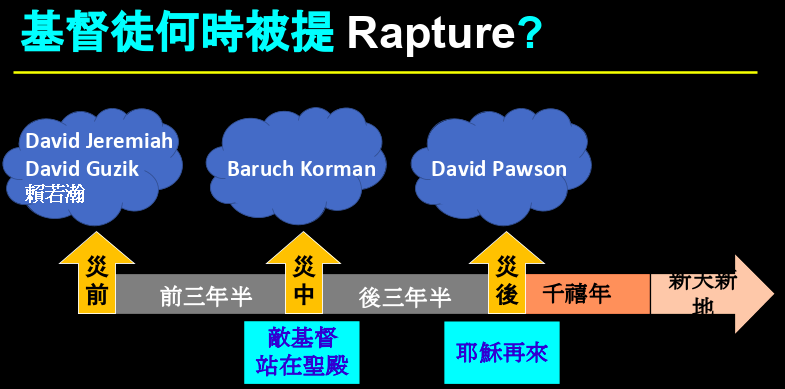 基督徒何時被提 Rapture?
David Jeremiah
David Guzik
賴若瀚
Baruch Korman
David Pawson
災前
前三年半
災中
後三年半
災後
千禧年
新天新
地
敵基督
站在聖殿
耶穌再來